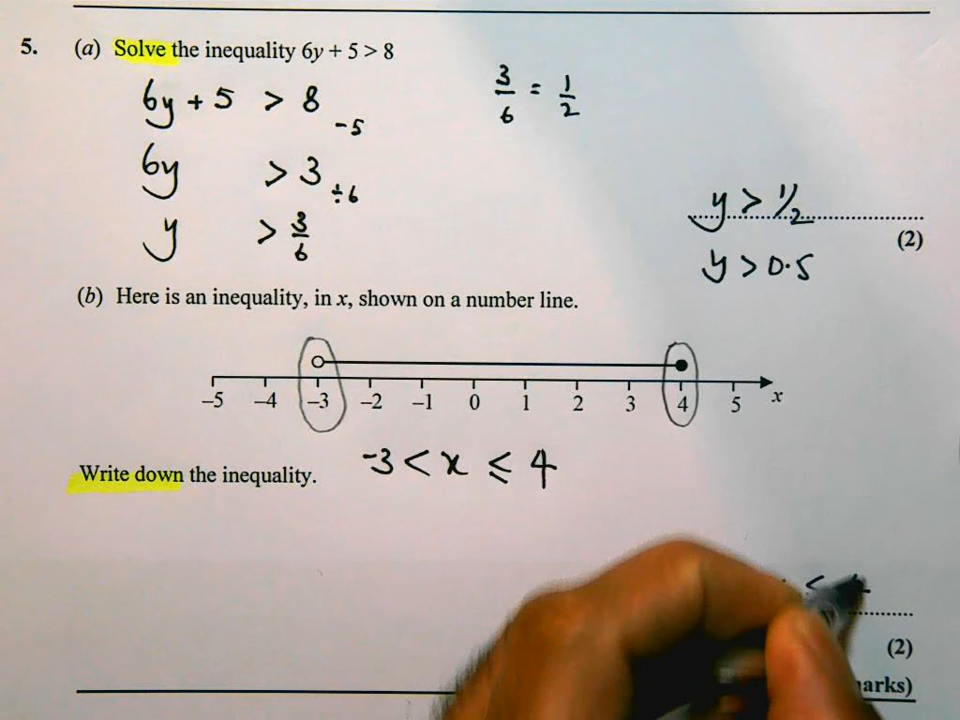 5. (a) Solve the inequality 6y + 5 > 8
6y + 5 > 8
-5
3/6 = 1/2
6y > 3
÷6
y > 3/6
y > 1/2
(2)
y > 0.5
(b) Here is an inequality, in x, shown on a number line.
–5 –4 –3 –2 –1 0 1 2 3 4 5 x
Write down the inequality. -3 < x ≤ 4
(2)
arks)